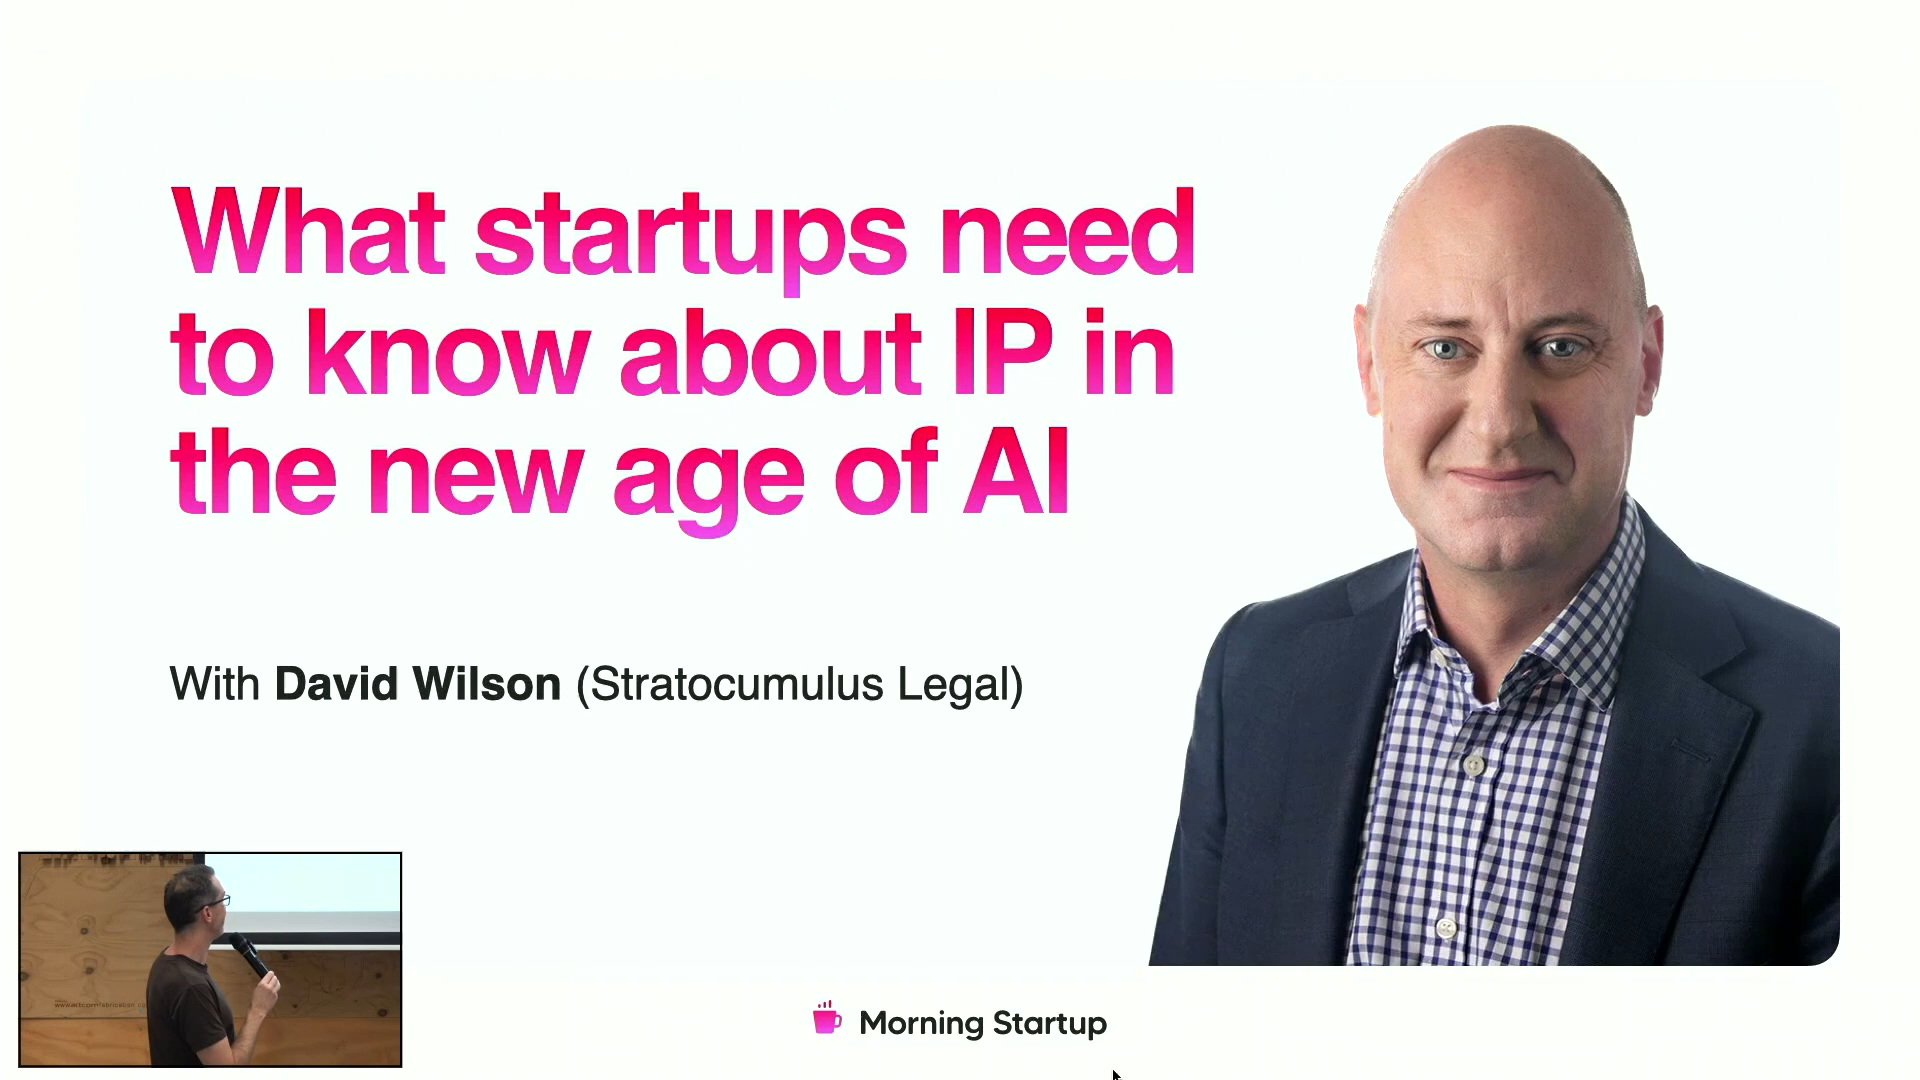 What startups need
to know about IP in
the new age of AI
With David Wilson (Stratocumulus Legal)
Morning Startup